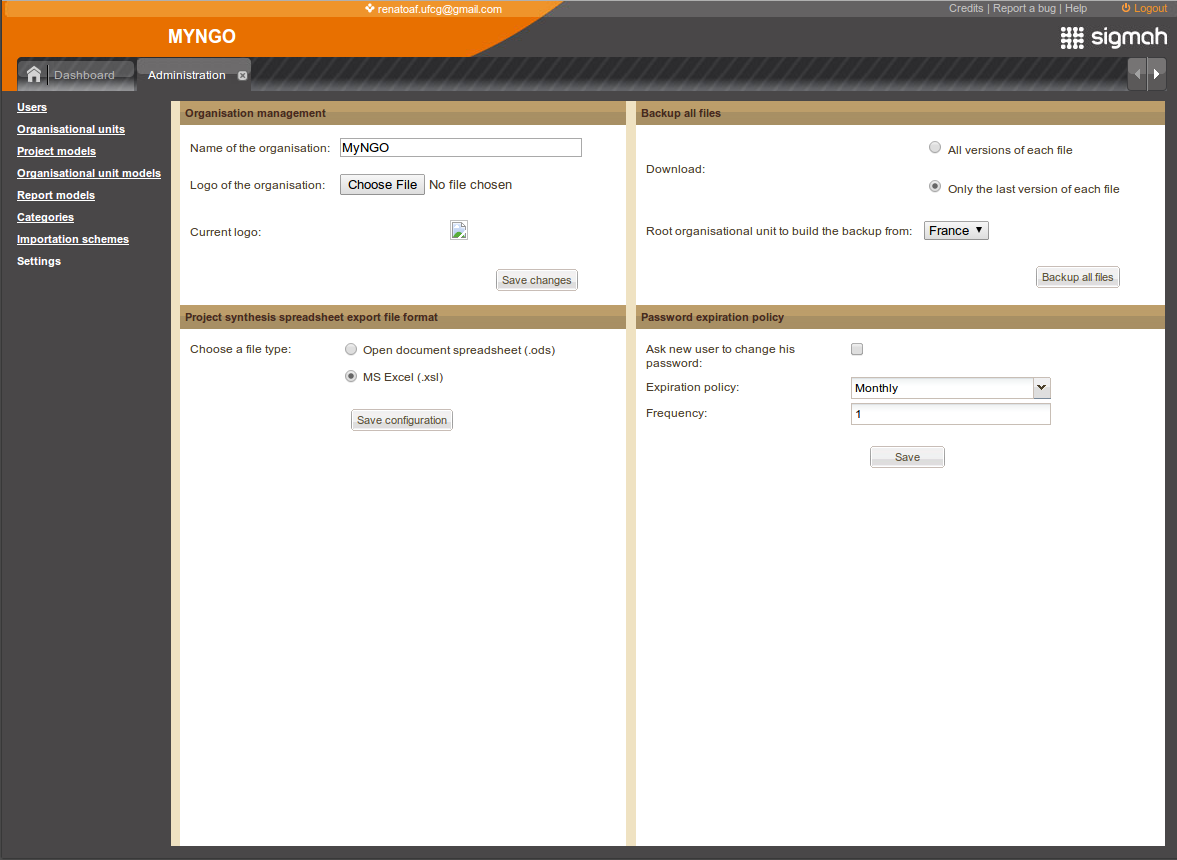 renatoaf.ufcg@gmail.com
Credits | Report a bug | Help
Logout
MYNGO
sigmah
Dashboard
Administration
Users
Organisational units
Project models
Organisational unit models
Report models
Categories
Importation schemes
Settings
Organisation management
Name of the organisation: MyNGO
Logo of the organisation: Choose File No file chosen
Current logo:
Save changes
Backup all files
Download:
All versions of each file
Only the last version of each file
Root organisational unit to build the backup from: France
Backup all files
Project synthesis spreadsheet export file format
Choose a file type:
Open document spreadsheet (.ods)
MS Excel (.xsl)
Save configuration
Password expiration policy
Ask new user to change his
password:
Expiration policy: Monthly
Frequency: 1
Save